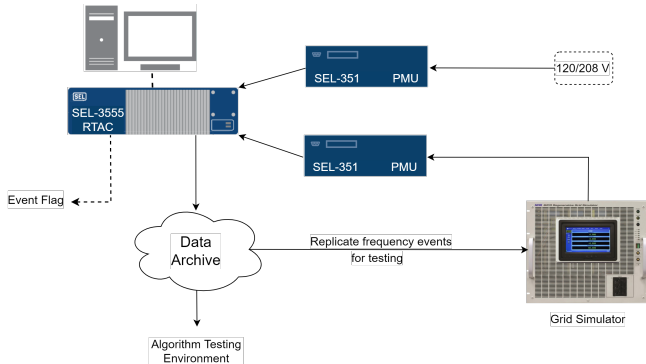 SEL
SEL-3555
RTAC
SEL-351 PMU
120/208 V
SEL-351 PMU
Event Flag
Data
Archive
Replicate frequency events
for testing
Grid Simulator
Algorithm Testing
Environment